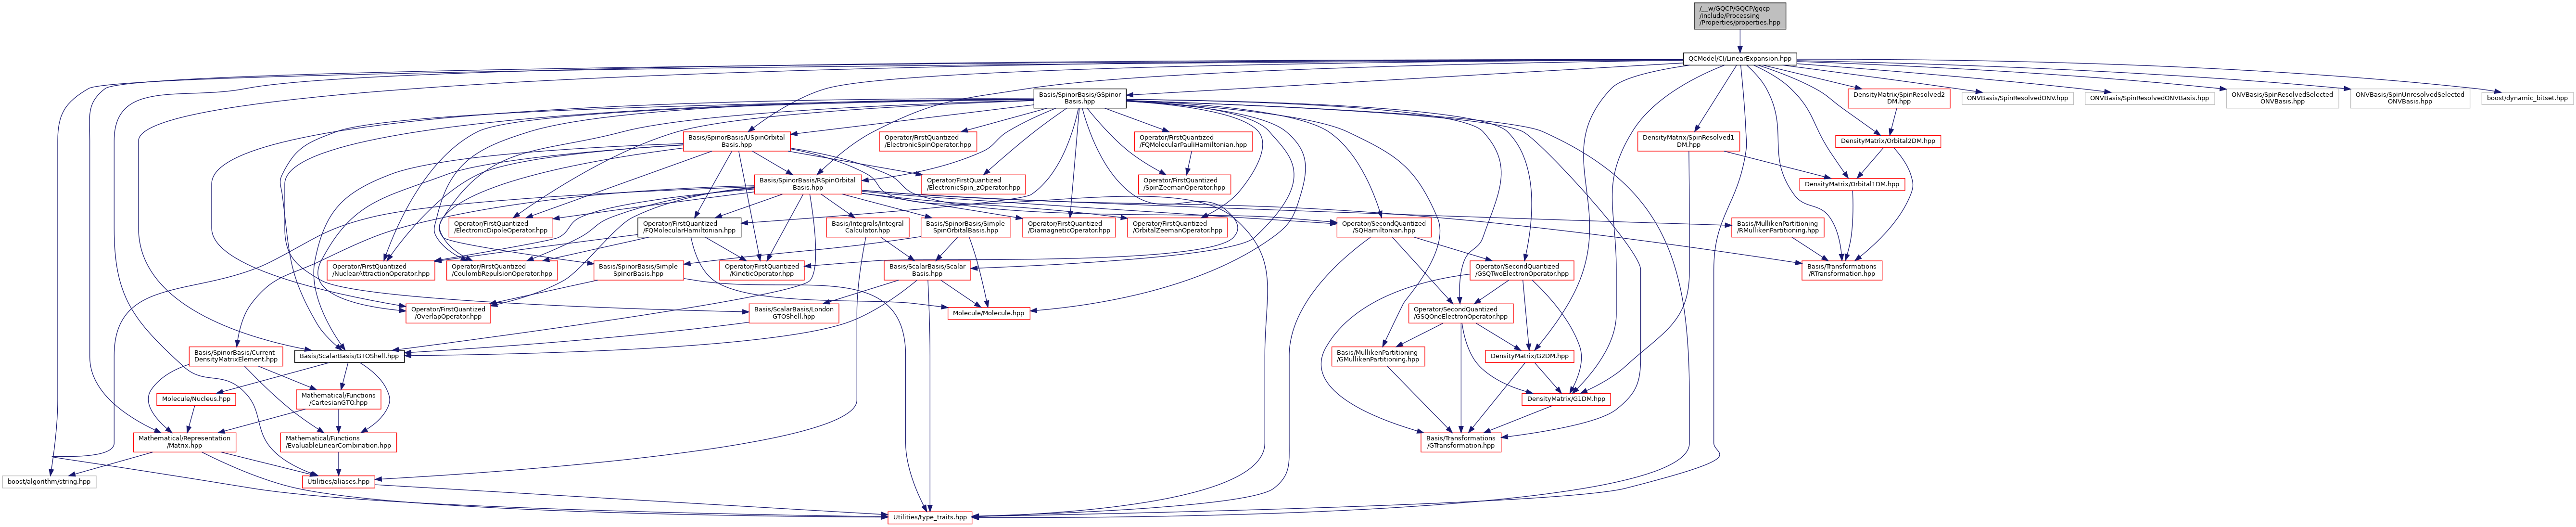 /__w/GQCP/GQCP/gqcp
/include/Processing
/Properties/properties.hpp
QCModel/CI/LinearExpansion.hpp
Basis/SpinorBasis/GSpinor
Basis.hpp
DensityMatrix/SpinResolved2
DM.hpp
ONVBasis/SpinResolvedONV.hpp
ONVBasis/SpinResolvedONVBasis.hpp
ONVBasis/SpinResolvedSelected
ONVBasis.hpp
ONVBasis/SpinUnresolvedSelected
ONVBasis.hpp
boost/dynamic_bitset.hpp
Basis/SpinorBasis/USpinOrbital
Basis.hpp
Operator/FirstQuantized
/ElectronicSpinOperator.hpp
Operator/FirstQuantized
/FQMolecularPauliHamiltonian.hpp
DensityMatrix/SpinResolved1
DM.hpp
DensityMatrix/Orbital2DM.hpp
Basis/SpinorBasis/RSpinOrbital
Basis.hpp
Operator/FirstQuantized
/ElectronicSpin_zOperator.hpp
Operator/FirstQuantized
/SpinZeemanOperator.hpp
DensityMatrix/Orbital1DM.hpp
Operator/FirstQuantized
/ElectronicDipoleOperator.hpp
Operator/FirstQuantized
/FQMolecularHamiltonian.hpp
Basis/Integrals/Integral
Calculator.hpp
Basis/SpinorBasis/Simple
SpinOrbitalBasis.hpp
Operator/FirstQuantized
/DiamagneticOperator.hpp
Operator/FirstQuantized
/OrbitalZeemanOperator.hpp
Operator/SecondQuantized
/SQHamiltonian.hpp
Basis/MullikenPartitioning
/RMullikenPartitioning.hpp
Operator/FirstQuantized
/NuclearAttractionOperator.hpp
Operator/FirstQuantized
/CoulombRepulsionOperator.hpp
Basis/SpinorBasis/Simple
SpinorBasis.hpp
Operator/FirstQuantized
/KineticOperator.hpp
Basis/ScalarBasis/Scalar
Basis.hpp
Operator/SecondQuantized
/GSQTwoElectronOperator.hpp
Basis/Transformations
/RTransformation.hpp
Operator/FirstQuantized
/OverlapOperator.hpp
Basis/ScalarBasis/London
GTOShell.hpp
Molecule/Molecule.hpp
Operator/SecondQuantized
/GSQOneElectronOperator.hpp
Basis/SpinorBasis/Current
DensityMatrixElement.hpp
Basis/ScalarBasis/GTOShell.hpp
Basis/MullikenPartitioning
/GMullikenPartitioning.hpp
DensityMatrix/G2DM.hpp
Molecule/Nucleus.hpp
Mathematical/Functions
/CartesianGTO.hpp
DensityMatrix/G1DM.hpp
Mathematical/Representation
/Matrix.hpp
Mathematical/Functions
/EvaluableLinearCombination.hpp
Basis/Transformations
/GTransformation.hpp
boost/algorithm/string.hpp
Utilities/aliases.hpp
Utilities/type_traits.hpp